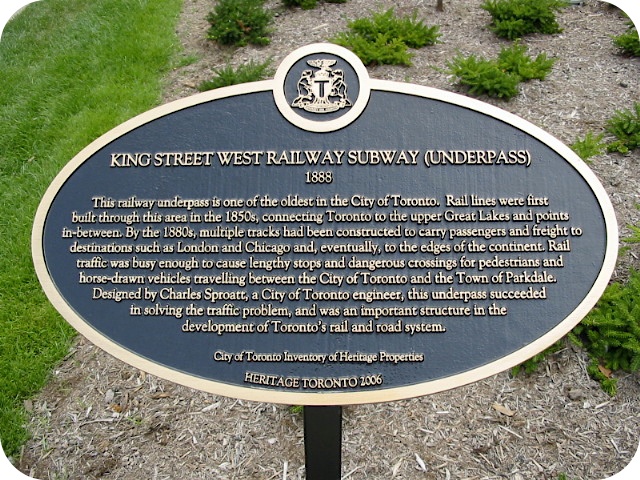 KING STREET WEST RAILWAY SUBWAY (UNDERPASS)
1888
This railway underpass is one of the oldest in the City of Toronto. Rail lines were first
built through this area in the 1850s, connecting Toronto to the upper Great Lakes and points
in-between. By the 1880s, multiple tracks had been constructed to carry passengers and freight to
destinations such as London and Chicago and, eventually, to the edges of the continent. Rail
traffic was busy enough to cause lengthy stops and dangerous crossings for pedestrians and
horse-drawn vehicles travelling between the City of Toronto and the Town of Parkdale.
Designed by Charles Sproatt, a City of Toronto engineer, this underpass succeeded
in solving the traffic problem, and was an important structure in the
development of Toronto's rail and road system.
City of Toronto Inventory of Heritage Properties
HERITAGE TORONTO 2006